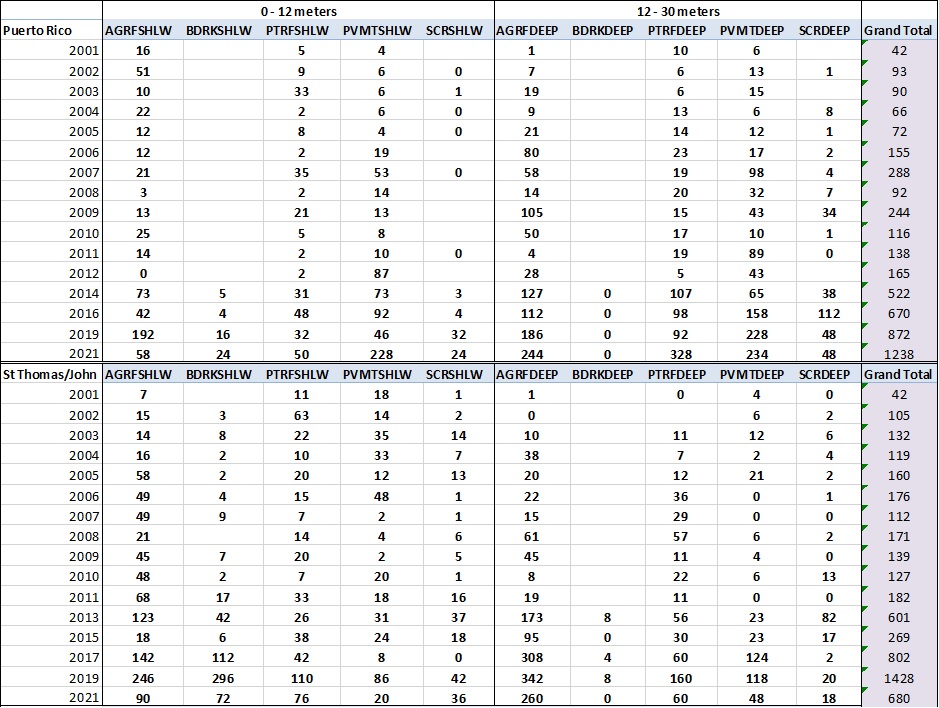 0 - 12 meters 12 - 30 meters
Puerto Rico AGRFSHLW BDRKSHLW PTRFSHLW PVMTSHLW SCRSHLW AGRFDEEP BDRKDEEP PTRFDEEP PVMTDEEP SCRDEEP Grand Total
2001 16 5 4 1 10 6 42
2002 51 9 6 0 7 6 13 1 93
2003 10 33 6 1 19 6 15 90
2004 22 2 6 0 9 13 6 8 66
2005 12 8 4 0 21 14 12 1 72
2006 12 2 19 80 23 17 2 155
2007 21 35 53 0 58 19 98 4 288
2008 3 2 14 14 20 32 7 92
2009 13 21 13 105 15 43 34 244
2010 25 5 8 50 17 10 1 116
2011 14 2 10 0 4 19 89 0 138
2012 0 2 87 28 5 43 165
2014 73 5 31 73 3 127 0 107 65 38 522
2016 42 4 48 92 4 112 0 98 158 112 670
2019 192 16 32 46 32 186 0 92 228 48 872
2021 58 24 50 228 24 244 0 328 234 48 1238
St Thomas/John AGRFSHLW BDRKSHLW PTRFSHLW PVMTSHLW SCRSHLW AGRFDEEP BDRKDEEP PTRFDEEP PVMTDEEP SCRDEEP Grand Total
2001 7 11 18 1 1 0 4 0 42
2002 15 3 63 14 2 0 6 2 105
2003 14 8 22 35 14 10 11 12 6 132
2004 16 2 10 33 7 38 7 2 4 119
2005 58 2 20 12 13 20 12 21 2 160
2006 49 4 15 48 1 22 36 0 1 176
2007 49 9 7 2 1 15 29 0 0 112
2008 21 14 4 6 61 57 6 2 171
2009 45 7 20 2 5 45 11 4 0 139
2010 48 2 7 20 1 8 22 6 13 127
2011 68 17 33 18 16 19 11 0 0 182
2013 123 42 26 31 37 173 8 56 23 82 601
2015 18 6 38 24 18 95 0 30 23 17 269
2017 142 112 42 8 0 308 4 60 124 2 802
2019 246 296 110 86 42 342 8 160 118 20 1428
2021 90 72 76 20 36 260 0 60 48 18 680